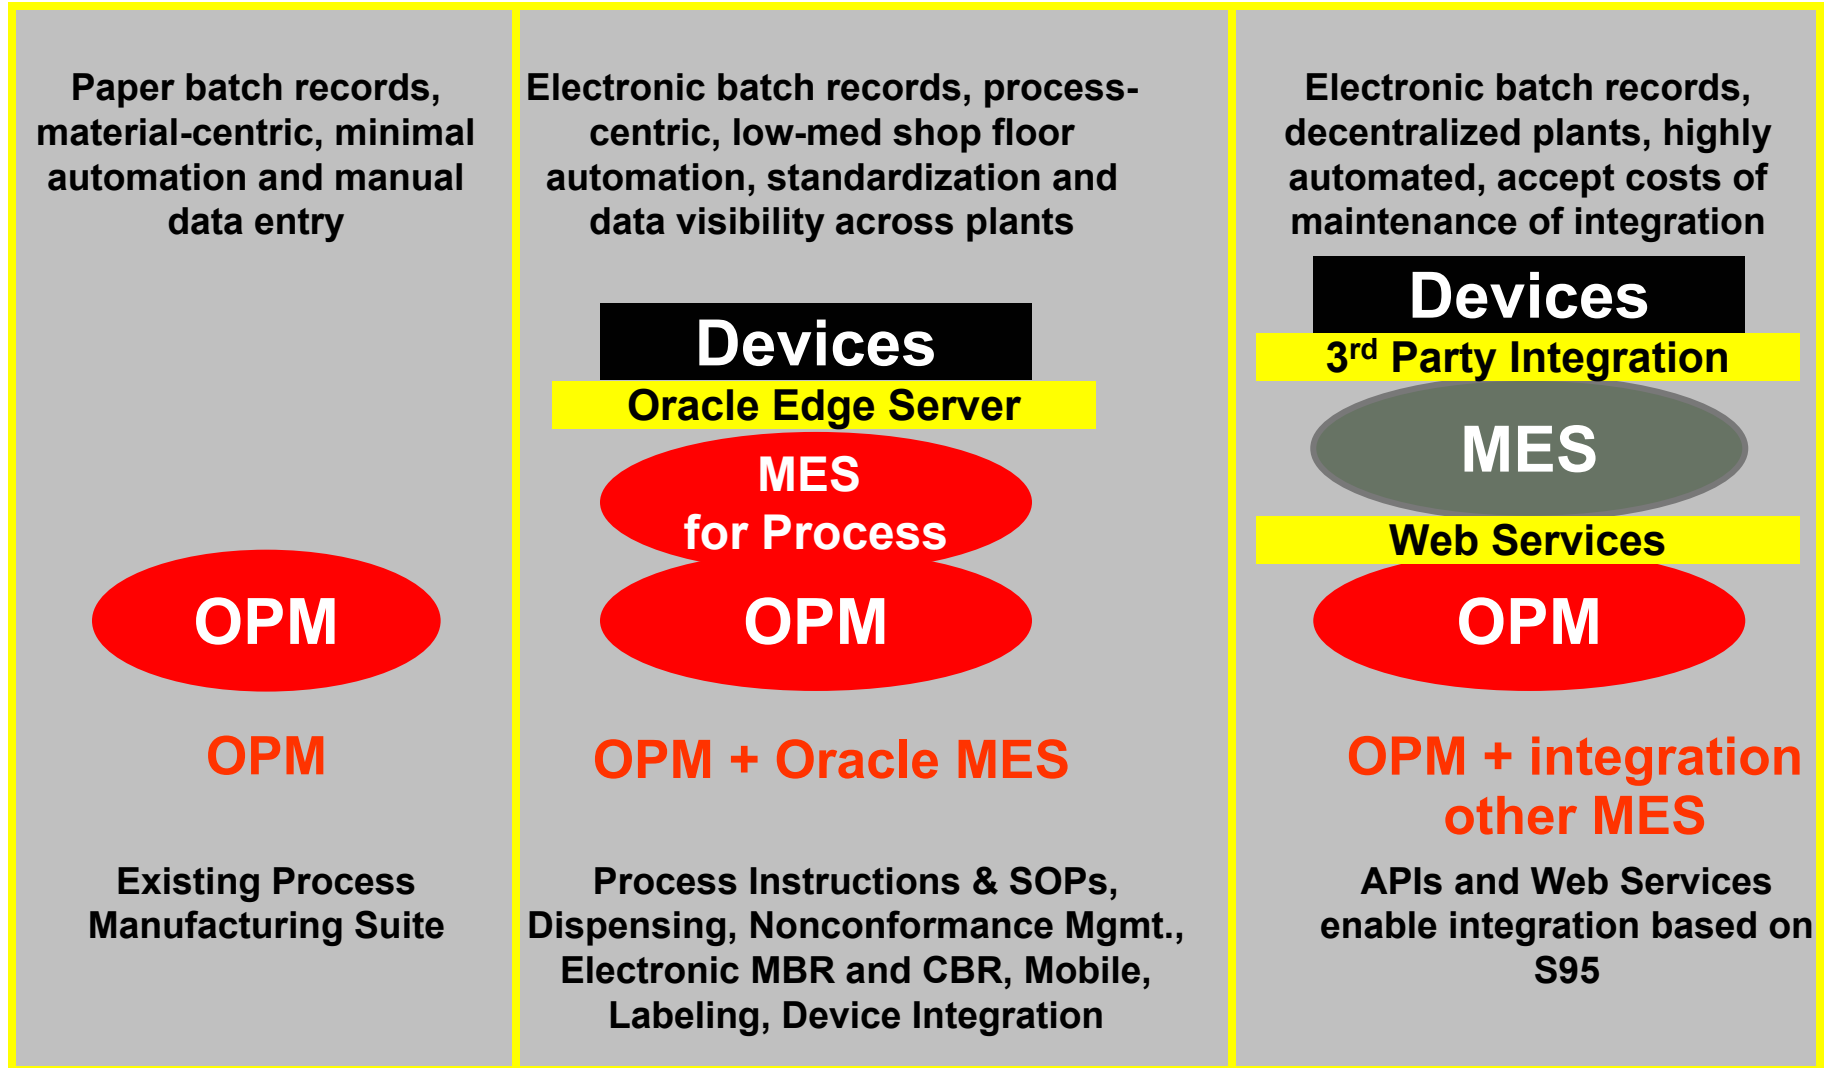 Paper batch records,
material-centric, minimal
automation and manual
data entry
OPM
OPM
Existing Process
Manufacturing Suite
Electronic batch records, process-
centric, low-med shop floor
automation, standardization and
data visibility across plants
Devices
Oracle Edge Server
MES
for Process
OPM
OPM + Oracle MES
Process Instructions & SOPs,
Dispensing, Nonconformance Mgmt.,
Electronic MBR and CBR, Mobile,
Labeling, Device Integration
Electronic batch records,
decentralized plants, highly
automated, accept costs of
maintenance of integration
Devices
3rd Party Integration
MES
Web Services
OPM
OPM + integration
other MES
APIs and Web Services
enable integration based on
S95